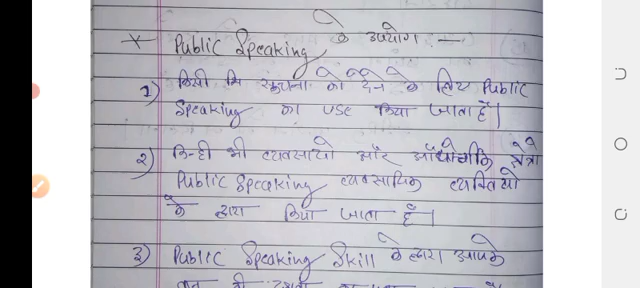 Public Speaking के उपयोग —
1) किसी भि सूचना को देने के लिए Public
Speaking का use किया जाता हैं।
2) किन्ही भी व्यवसायो और औधोगीक क्षेत्रो
Public Speaking व्यवसायिक व्यक्तियो
के द्वारा किया जाता हैं।
3) Public Speaking Skill के द्वारा आपके